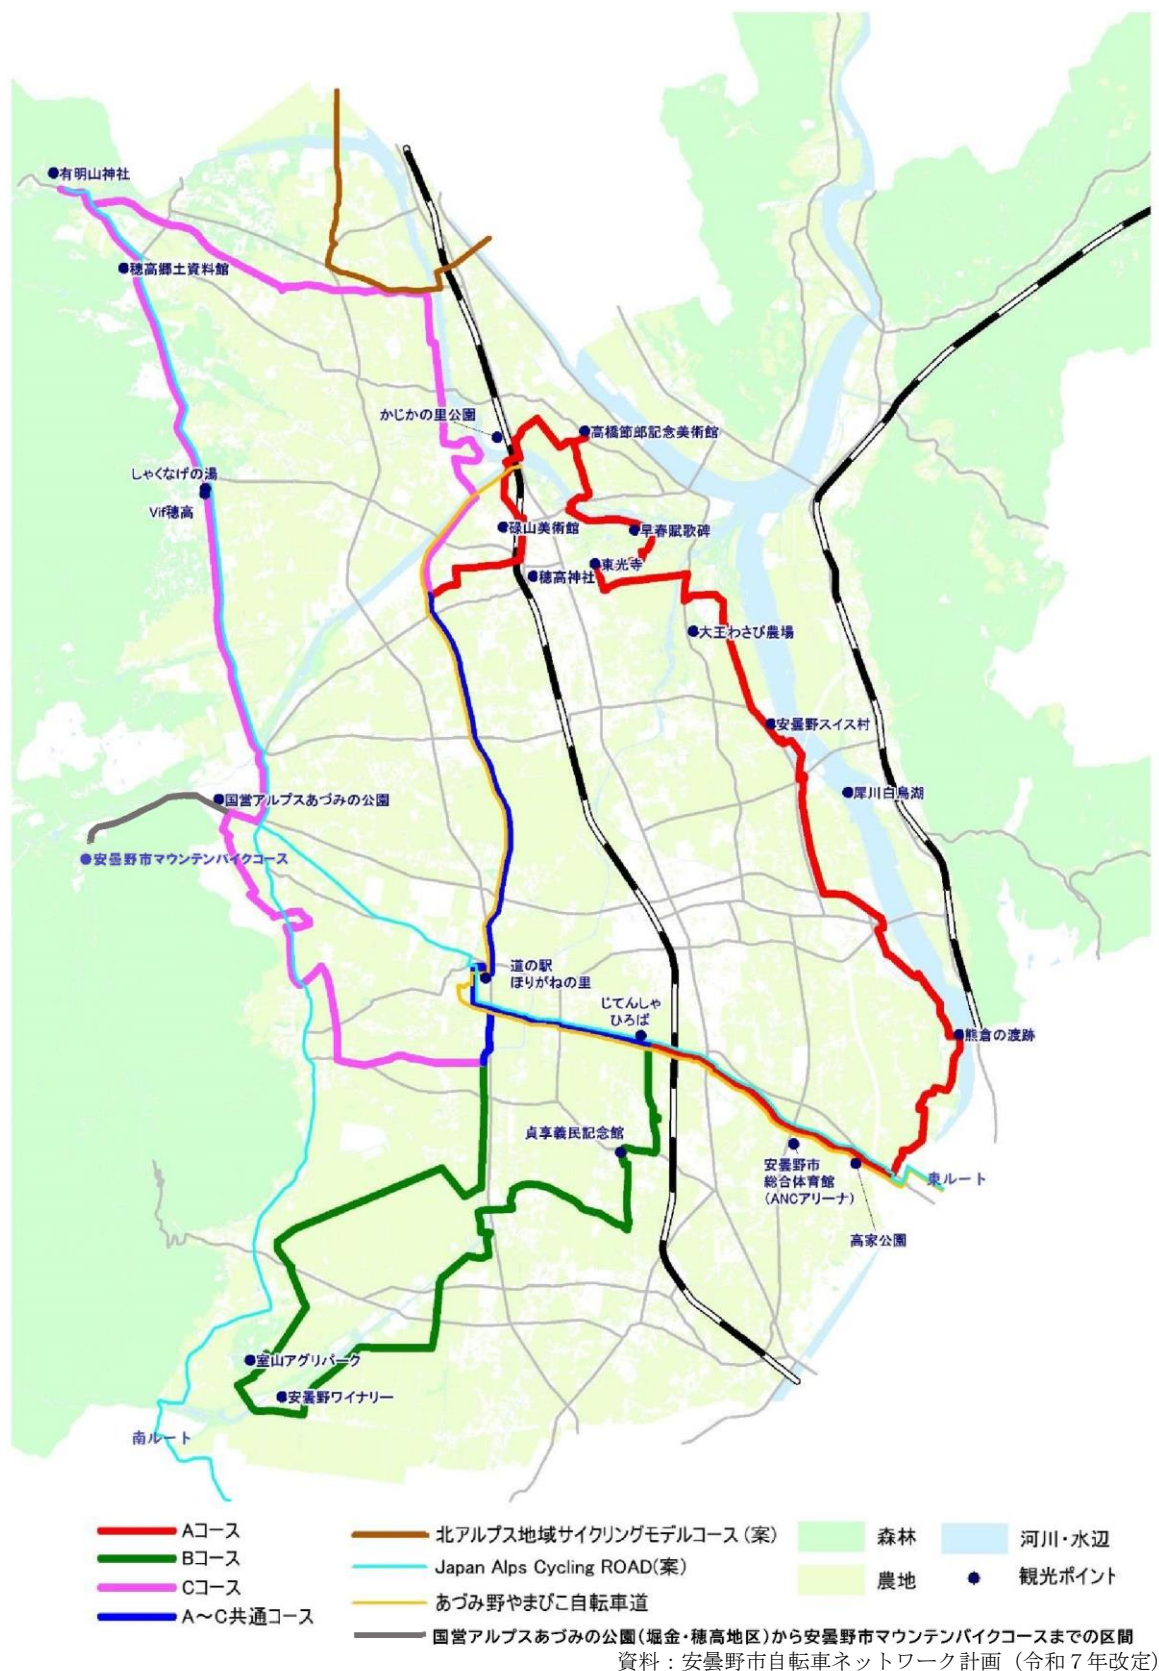 有明山神社
穂高郷土資料館
かじかの里公園
高橋節郎記念美術館
しゃくなげの湯
Vif穂高
碌山美術館
早春賦歌碑
東光寺
穂高神社
大王わさび農場
安曇野スイス村
国営アルプスあづみの公園
犀川白鳥湖
安曇野市マウンテンバイクコース
道の駅
ほりがねの里
じてんしゃ
ひろば
熊倉の渡跡
貞享義民記念館
安曇野市
総合体育館
(ANCアリーナ)
東ルート
高家公園
室山アグリパーク
安曇野ワイナリー
南ルート
Aコース
Bコース
Cコース
A～C共通コース
北アルプス地域サイクリングモデルコース(案)
Japan Alps Cycling ROAD(案)
あづみ野やまびこ自転車道
国営アルプスあづみの公園(堀金・穂高地区)から安曇野市マウンテンバイクコースまでの区間
森林
農地
河川・水辺
観光ポイント
資料：安曇野市自転車ネットワーク計画（令和７年改定）